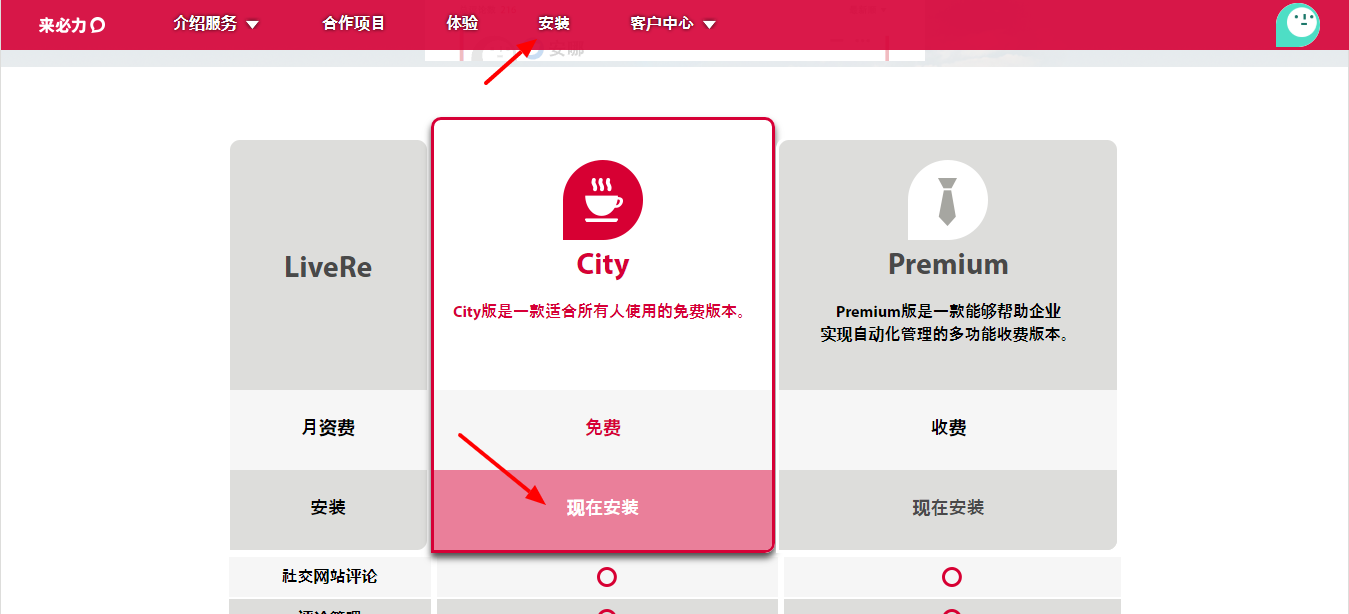 来必力
介绍服务
合作项目
体验
安装
客户中心
LiveRe
City
City版是一款适合所有人使用的免费版本。
Premium
Premium版是一款能够帮助企业
实现自动化管理的多功能收费版本。
月资费
免费
收费
安装
现在安装
现在安装
社交网站评论